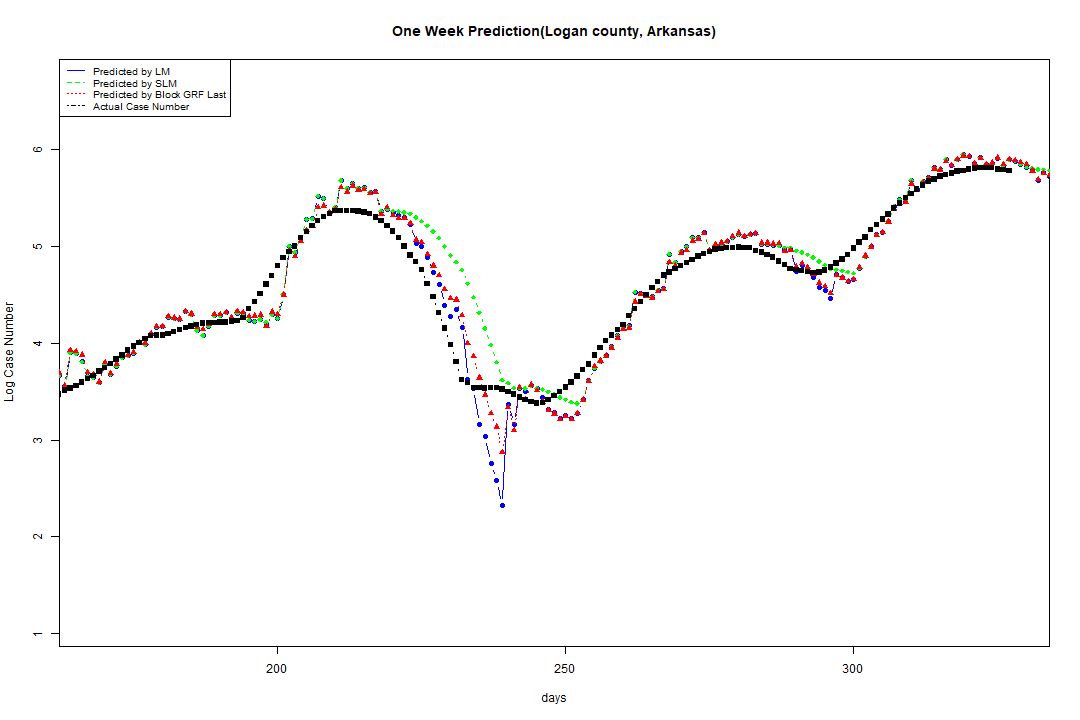 One Week Prediction(Logan county, Arkansas)
Predicted by LM
Predicted by SLM
Predicted by Block GRF Last
Actual Case Number
6
5
4
3
2
1
Log Case Number
200
250
300
days